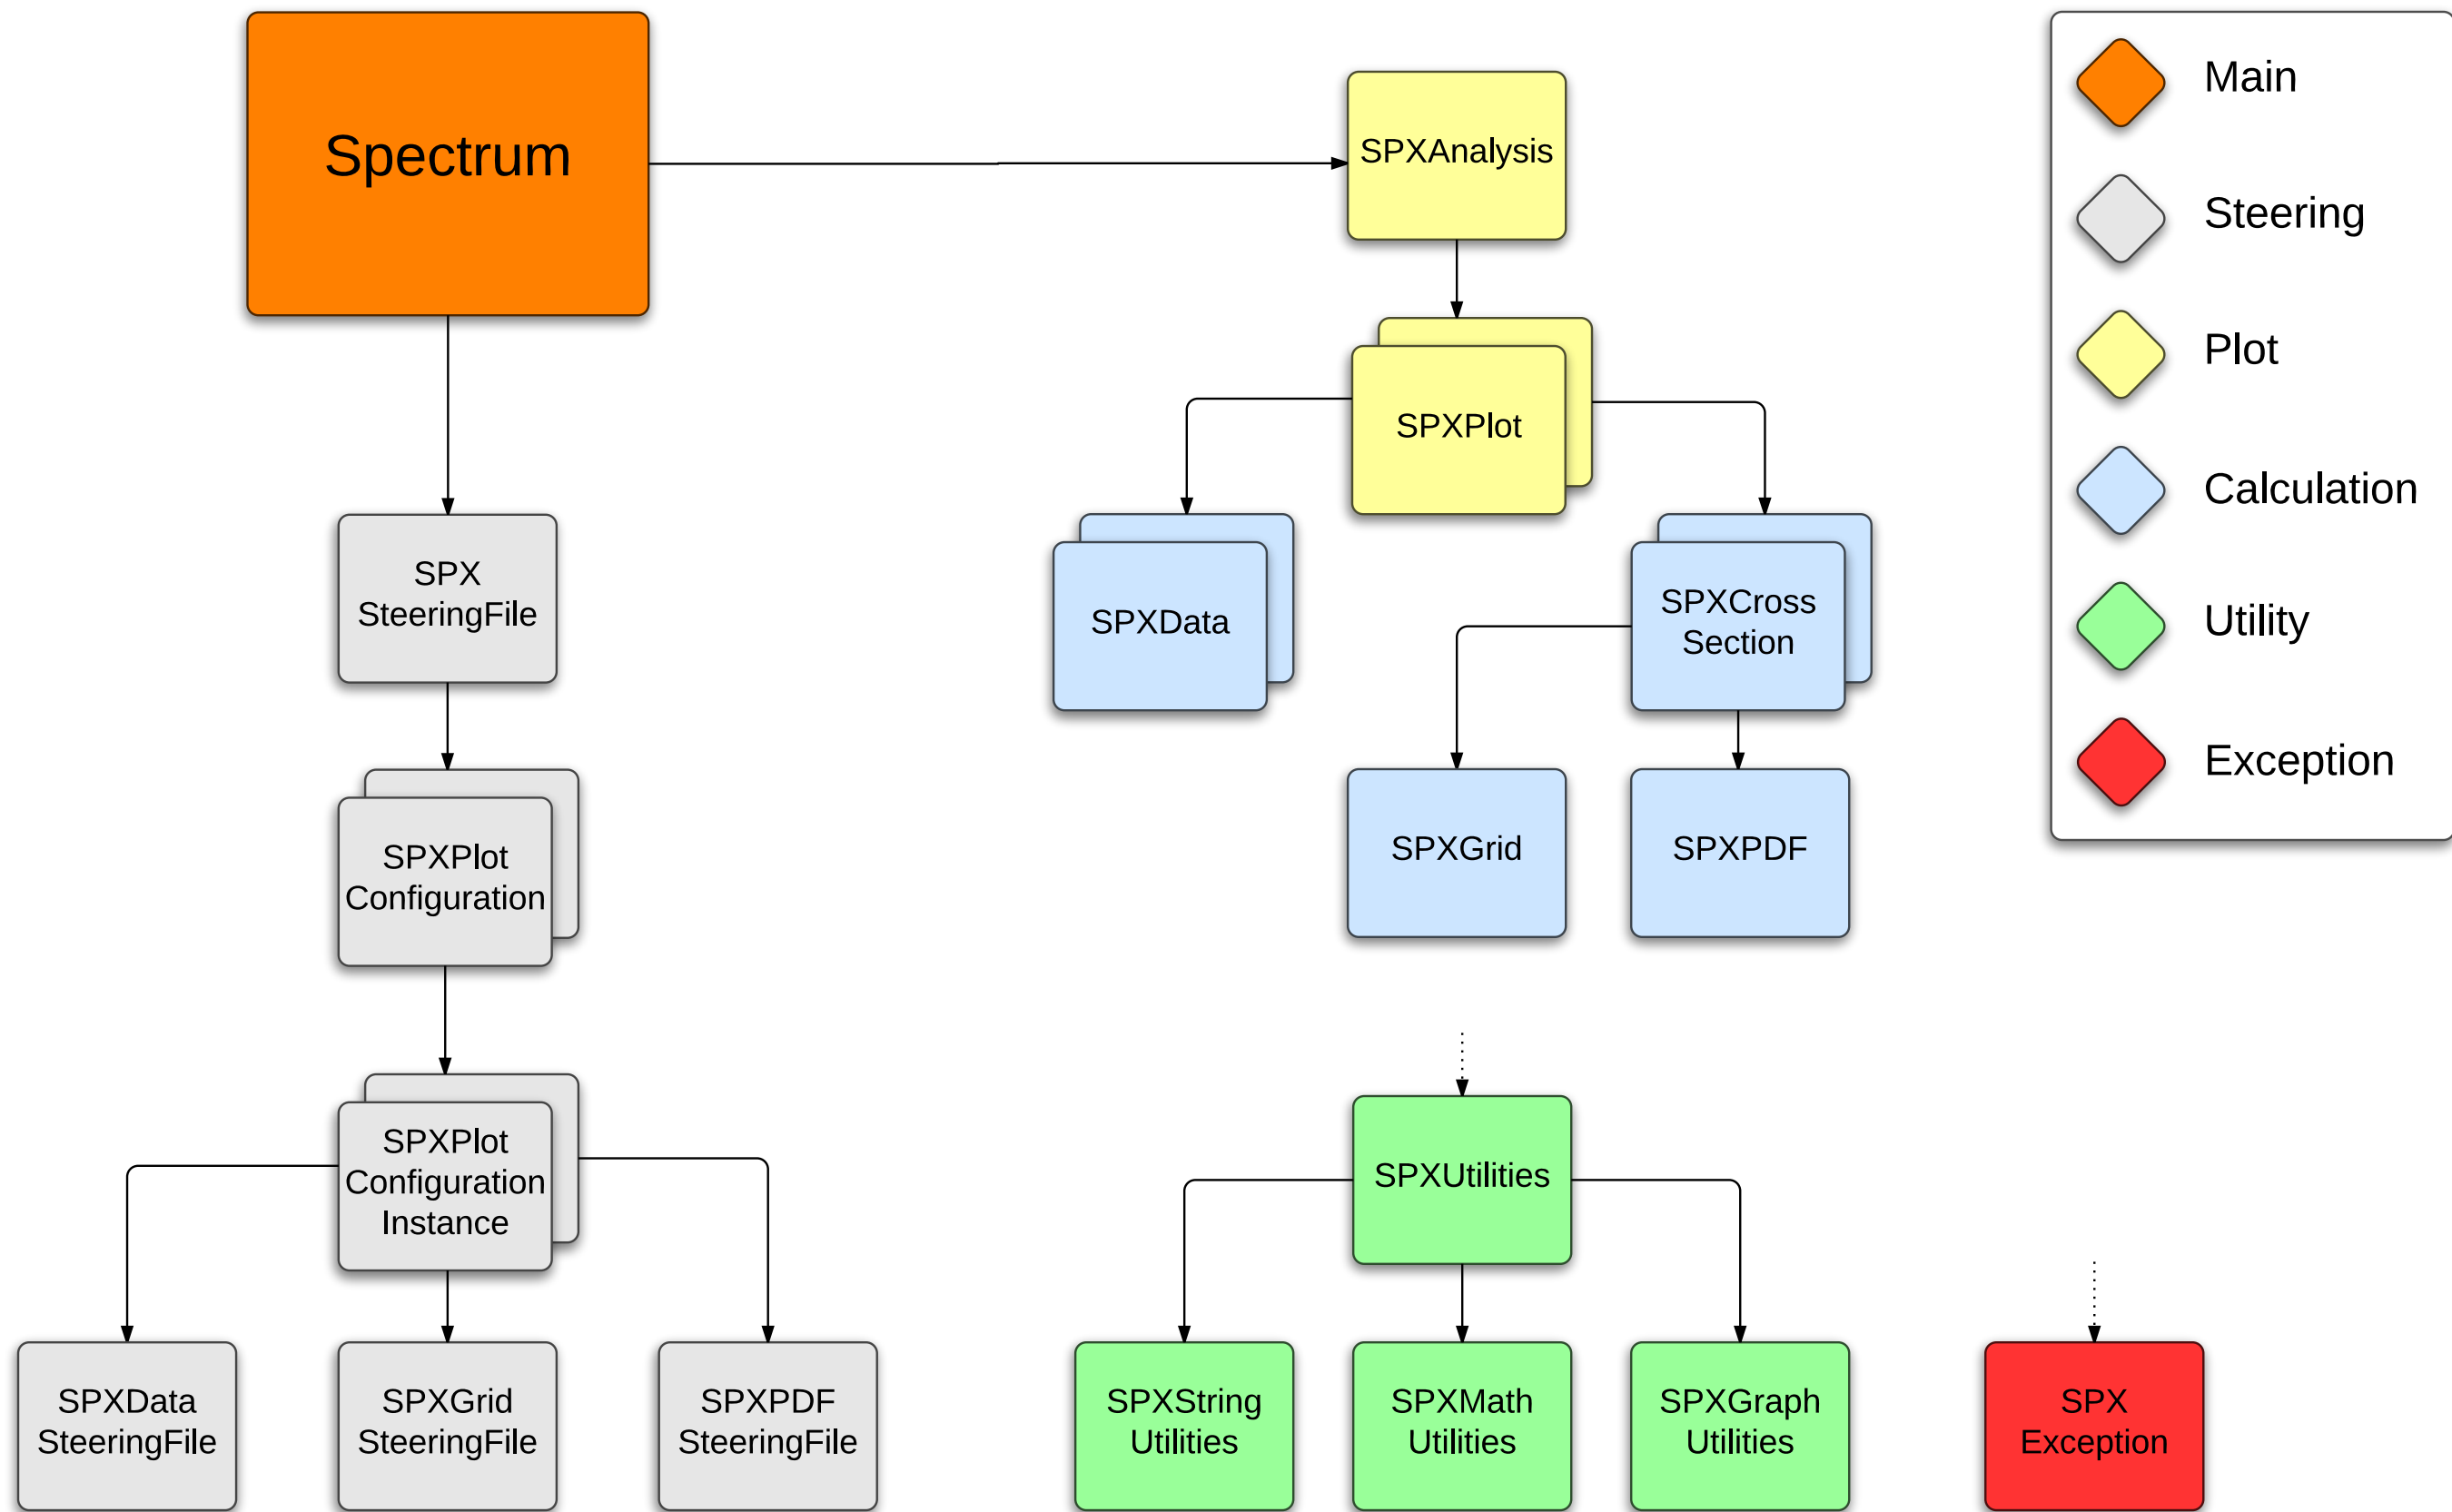 Spectrum
SPXAnalysis
SPXPlot
SPX
SteeringFile
SPXData
SPXCross
Section
SPXPlot
Configuration
SPXGrid
SPXPDF
SPXPlot
Configuration
Instance
SPXUtilities
SPXData
SteeringFile
SPXGrid
SteeringFile
SPXPDF
SteeringFile
SPXString
Utilities
SPXMath
Utilities
SPXGraph
Utilities
SPX
Exception
Main
Steering
Plot
Calculation
Utility
Exception